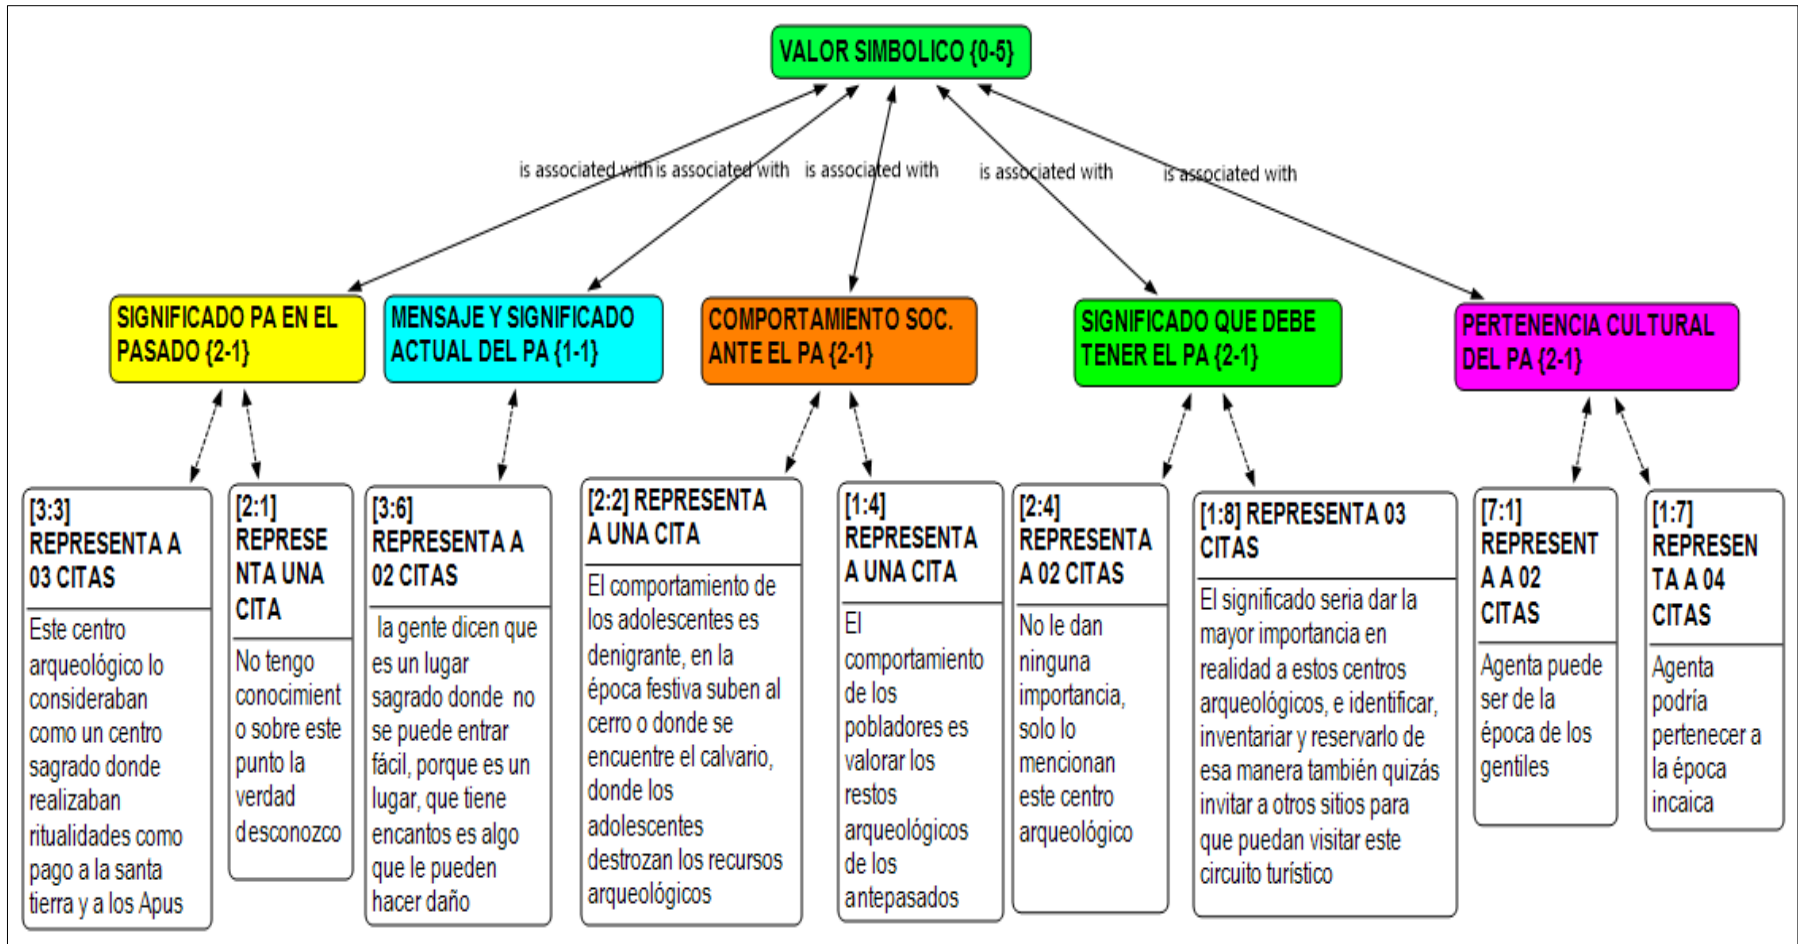 VALOR SIMBOLICO {0-5}
is associated with
is associated with
is associated with
is associated with
is associated with
SIGNIFICADO PA EN EL
PASADO {2-1}
MENSAJE Y SIGNIFICADO
ACTUAL DEL PA {1-1}
COMPORTAMIENTO SOC.
ANTE EL PA {2-1}
SIGNIFICADO QUE DEBE
TENER EL PA {2-1}
PERTENENCIA CULTURAL
DEL PA {2-1}
[3:3]
REPRESENTA A
03 CITAS
Este centro
arqueológico lo
consideraban
como un centro
sagrado donde
realizaban
ritualidades como
pago a la santa
tierra y a los Apus
[2:1]
REPRESE
NTA UNA
CITA
No tengo
conocimient
o sobre este
punto la
verdad
desconozco
[3:6]
REPRESENTA A
02 CITAS
la gente dicen que
es un lugar
sagrado donde no
se puede entrar
fácil, porque es un
lugar, que tiene
encantos es algo
que le pueden
hacer daño
[2:2] REPRESENTA
A UNA CITA
El comportamiento de
los adolescentes es
denigrante, en la
época festiva suben al
cerro o donde se
encuentre el calvario,
donde los
adolescentes
destrozan los recursos
arqueológicos
[1:4]
REPRESENTA
A UNA CITA
El
comportamiento
de los
pobladores es
valorar los
restos
arqueológicos
de los
antepasados
[2:4]
REPRESENTA
A 02 CITAS
No le dan
ninguna
importancia,
solo lo
mencionan
este centro
arqueológico
[1:8] REPRESENTA 03
CITAS
El significado seria dar la
mayor importancia en
realidad a estos centros
arqueológicos, e identificar,
inventariar y reservarlo de
esa manera también quizás
invitar a otros sitios para
que puedan visitar este
circuito turístico
[7:1]
REPRESENT
A A 02
CITAS
Agenta puede
ser de la
época de los
gentiles
[1:7]
REPRESEN
TA A 04
CITAS
Agenta
podría
pertenecer a
la época
incaica